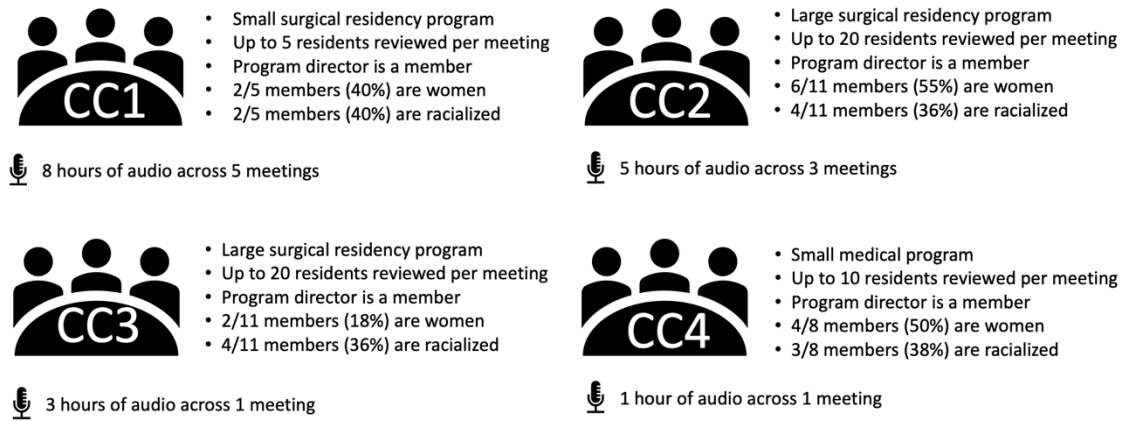 • Small surgical residency program
• Up to 5 residents reviewed per meeting
• Program director is a member
• 2/5 members (40%) are women
• 2/5 members (40%) are racialized
CC1
8 hours of audio across 5 meetings
• Large surgical residency program
• Up to 20 residents reviewed per meeting
• Program director is a member
• 6/11 members (55%) are women
• 4/11 members (36%) are racialized
CC2
5 hours of audio across 3 meetings
• Large surgical residency program
• Up to 20 residents reviewed per meeting
• Program director is a member
• 2/11 members (18%) are women
• 4/11 members (36%) are racialized
CC3
3 hours of audio across 1 meeting
• Small medical program
• Up to 10 residents reviewed per meeting
• Program director is a member
• 4/8 members (50%) are women
• 3/8 members (38%) are racialized
CC4
1 hour of audio across 1 meeting